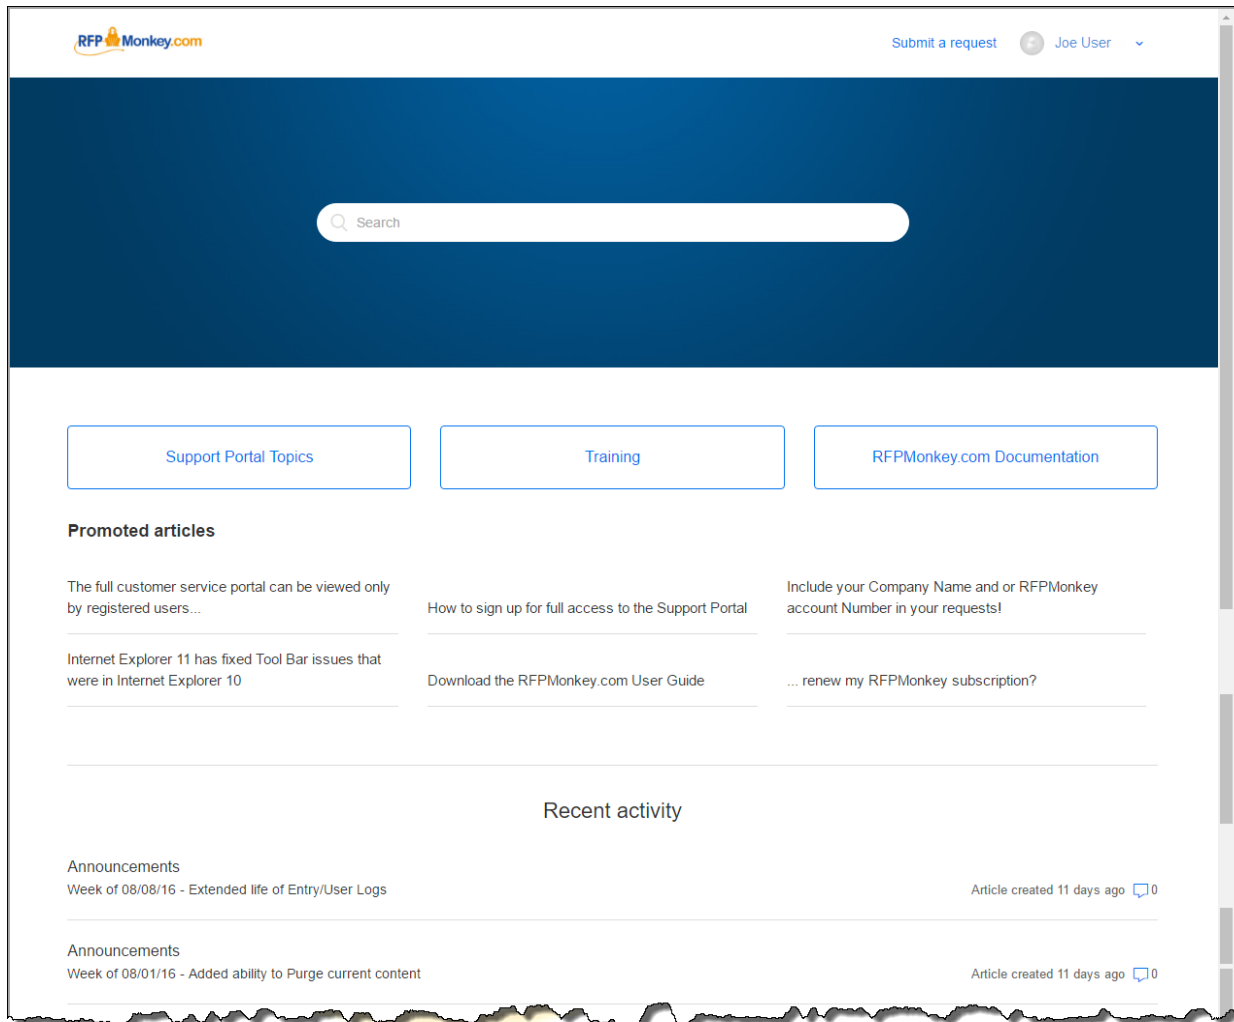 RFP Monkey.com
Submit a request
Joe User
Search
Support Portal Topics
Training
RFPMonkey.com Documentation
Promoted articles
The full customer service portal can be viewed only
by registered users...
How to sign up for full access to the Support Portal
Include your Company Name and or RFPMonkey
account Number in your requests!
Internet Explorer 11 has fixed Tool Bar issues that
were in Internet Explorer 10
Download the RFPMonkey.com User Guide
... renew my RFPMonkey subscription?
Recent activity
Announcements
Week of 08/08/16 - Extended life of Entry/User Logs
Article created 11 days ago 0
Announcements
Week of 08/01/16 - Added ability to Purge current content
Article created 11 days ago 0